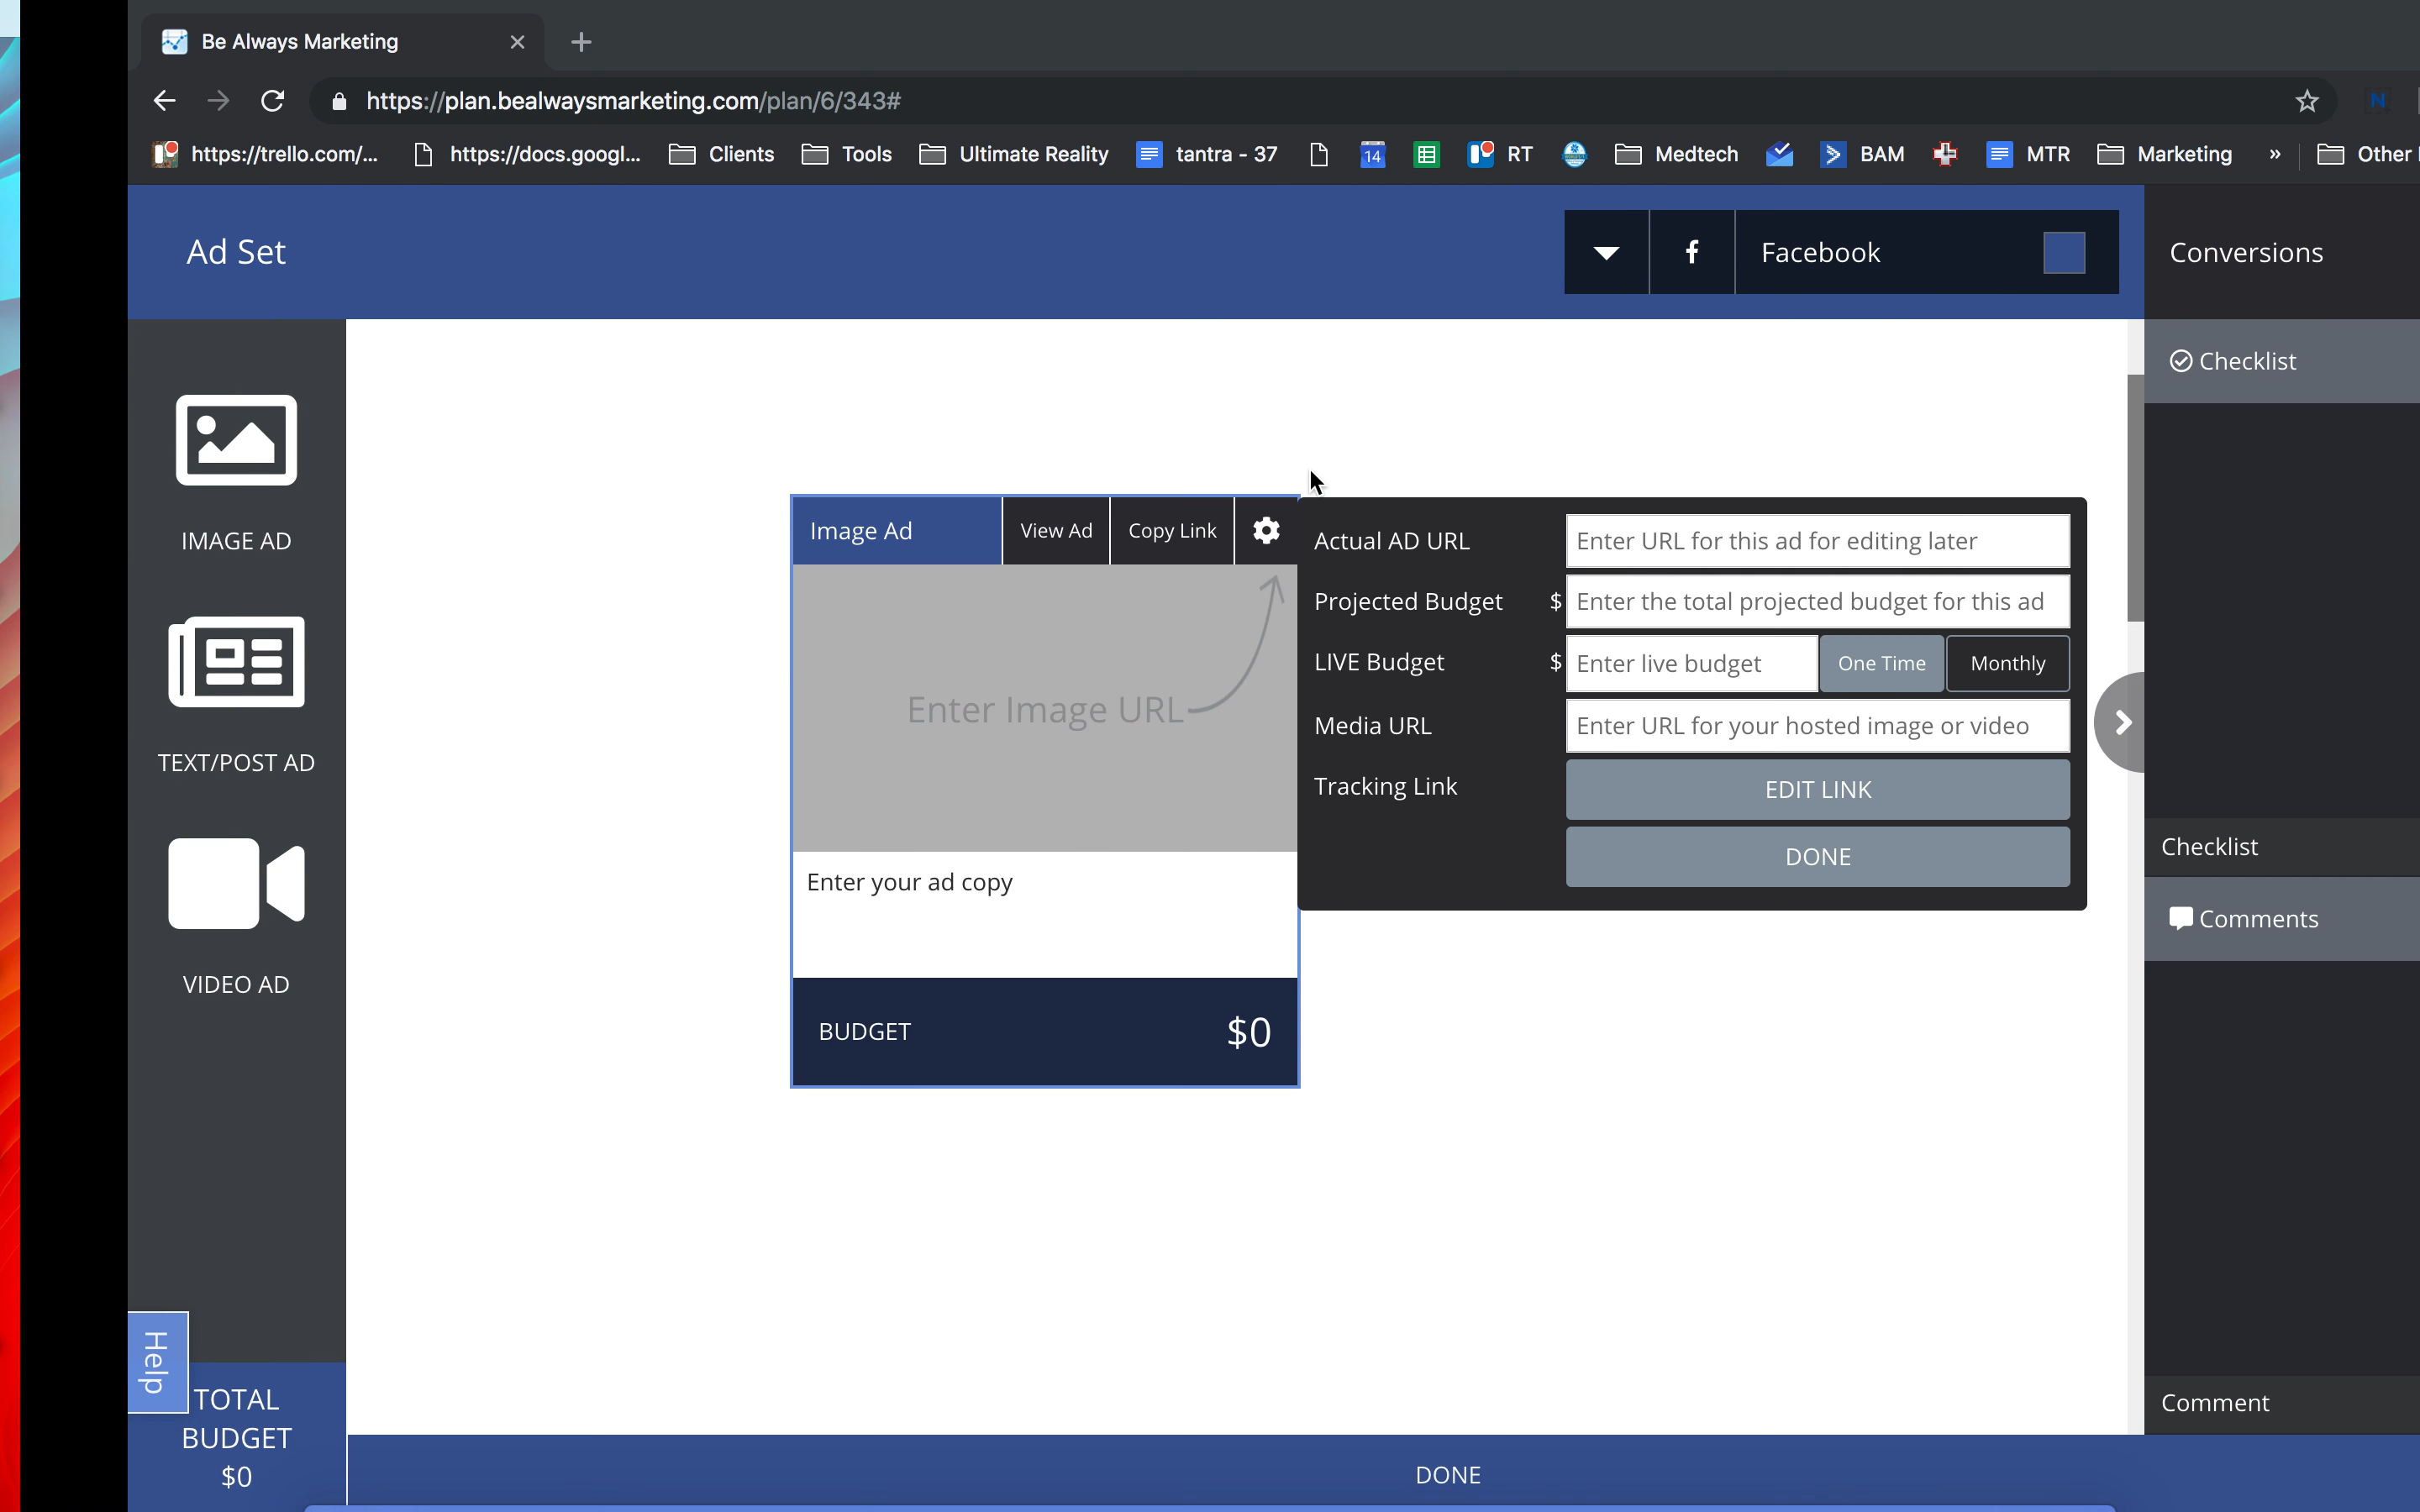 Be Always Marketing
https://plan.bealwaysmarketing.com/plan/6/343#
N
https://trello.com/... https://docs.googl... Clients Tools Ultimate Reality tantra - 37 14 RT Medtech BAM MTR Marketing » Other
Ad Set
f Facebook
Conversions
Checklist
IMAGE AD
TEXT/POST AD
VIDEO AD
Image Ad View Ad Copy Link
Enter Image URL
Enter your ad copy
BUDGET $0
Actual AD URL Enter URL for this ad for editing later
Projected Budget $ Enter the total projected budget for this ad
LIVE Budget $ Enter live budget One Time Monthly
Media URL Enter URL for your hosted image or video
Tracking Link EDIT LINK
DONE
Checklist
Comments
Comment
Help
TOTAL
BUDGET
$0
DONE